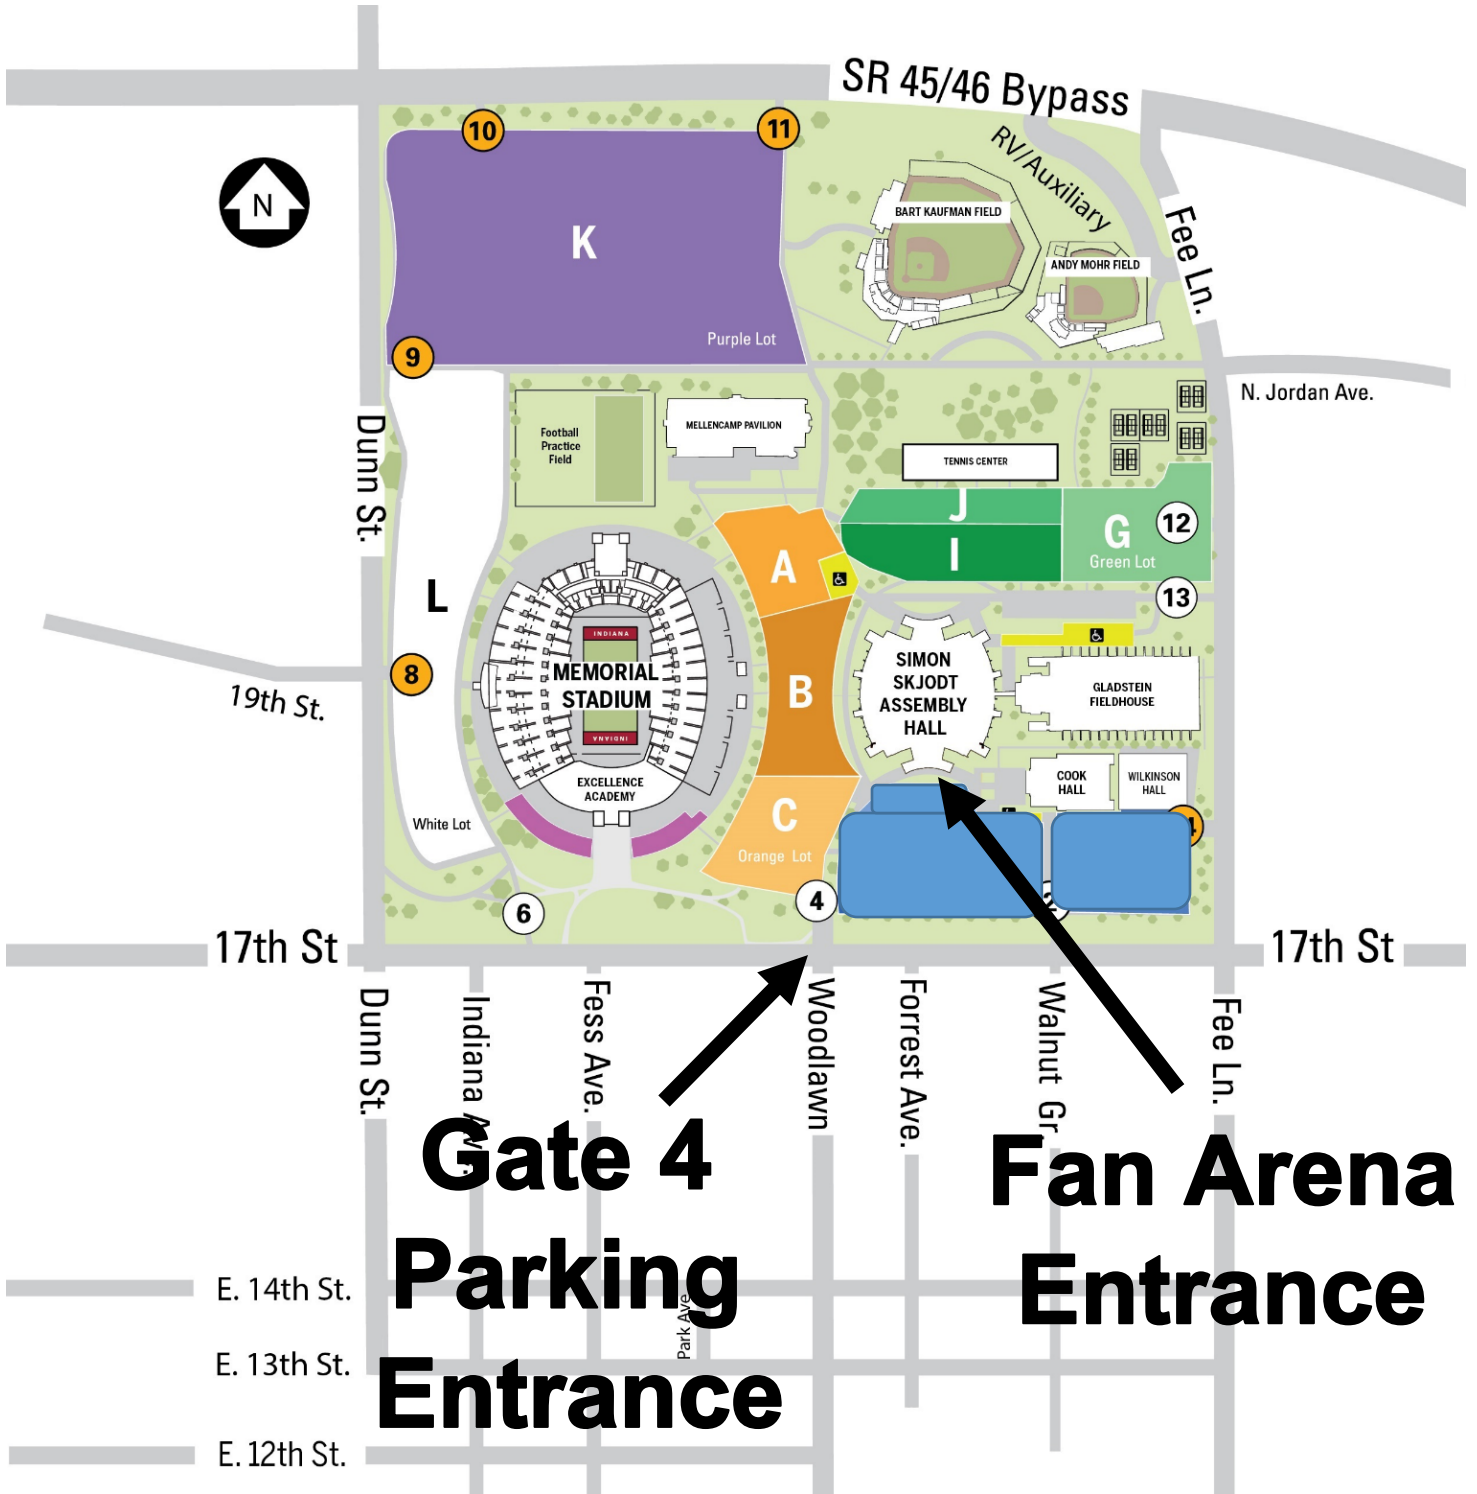 SR 45/46 Bypass
10
11
RV/Auxiliary
N
BART KAUFMAN FIELD
Fee Ln.
K
ANDY MOHR FIELD
Purple Lot
9
N. Jordan Ave.
Dunn St.
Football
Practice
Field
MELLENCAMP PAVILION
TENNIS CENTER
J
G
12
Green Lot
I
A
13
L
INDIANA
B
MEMORIAL
STADIUM
INDIANA
8
19th St.
SIMON
SKJODT
ASSEMBLY
HALL
GLADSTEIN
FIELDHOUSE
EXCELLENCE
ACADEMY
COOK
HALL
WILKINSON
HALL
C
Orange Lot
White Lot
4
6
17th St
17th St
Dunn St.
Indiana Av.
Fess Ave.
Woodlawn
Forrest Ave.
Walnut Gr.
Fee Ln.
Gate 4
Parking
Entrance
Fan Arena
Entrance
E. 14th St.
Park Ave
E. 13th St.
E. 12th St.